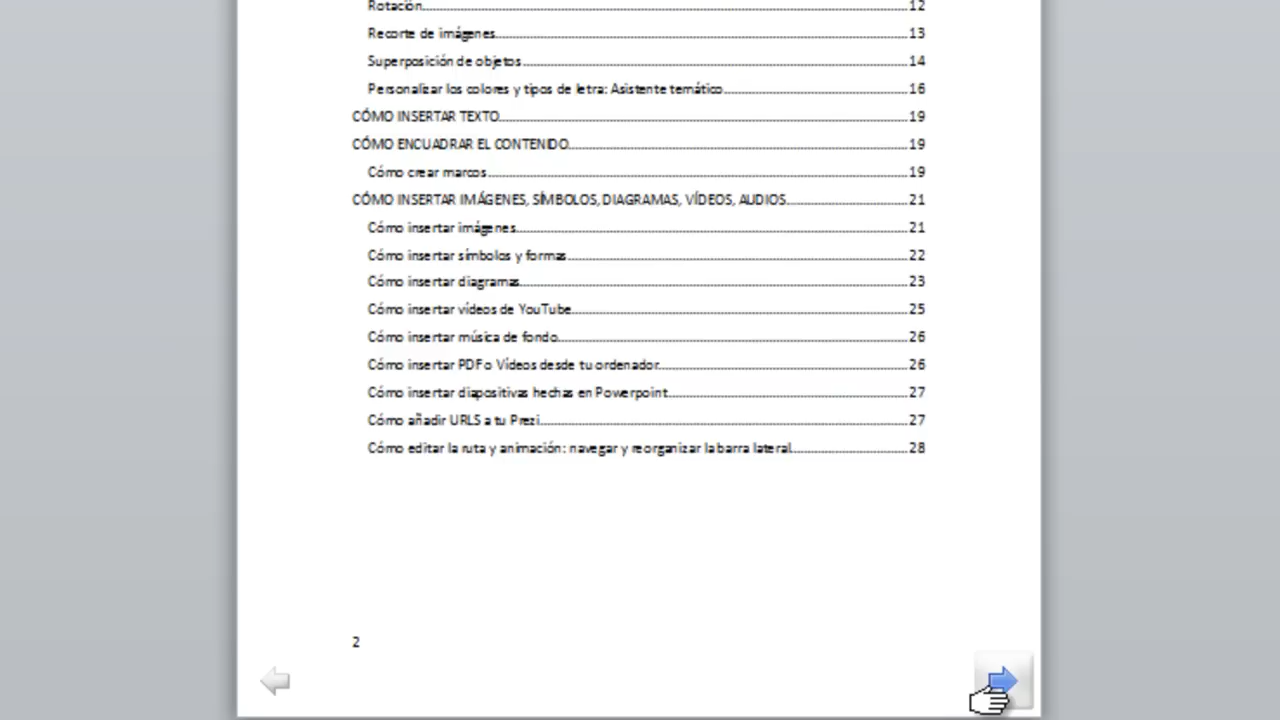 Rotación 12
Recorte de imágenes 13
Superposición de objetos 14
Personalizar los colores y tipos de letra: Asistente temático 16
CÓMO INSERTAR TEXTO 19
CÓMO ENCUADRAR EL CONTENIDO 19
Cómo crear marcos 19
CÓMO INSERTAR IMÁGENES, SÍMBOLOS, DIAGRAMAS, VÍDEOS, AUDIOS 21
Cómo insertar imágenes 21
Cómo insertar símbolos y formas 22
Cómo insertar diagramas 23
Cómo insertar vídeos de YouTube 25
Cómo insertar música de fondo 26
Cómo insertar PDF o Vídeos desde tu ordenador 26
Cómo insertar diapositivas hechas en Powerpoint 27
Cómo añadir URLS a tu Prezi 27
Cómo editar la ruta y animación: navegar y reorganizar la barra lateral 28
2